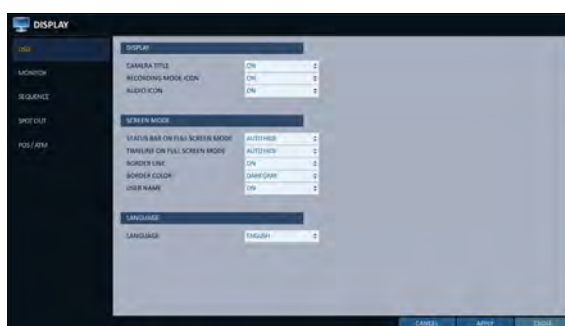 DISPLAY
OSD
MONITOR
SEQUENCE
SPOT OUT
POS / ATM
DISPLAY
CAMERA TITLE ON
RECORDING MODE ICON ON
AUDIO ICON ON
SCREEN MODE
STATUS BAR ON FULL SCREEN MODE AUTO HIDE
TIMELINE ON FULL SCREEN MODE AUTO HIDE
BORDER LINE ON
BORDER COLOR DARK GRAY
USER NAME ON
LANGUAGE
LANGUAGE ENGLISH
CANCEL APPLY CLOSE